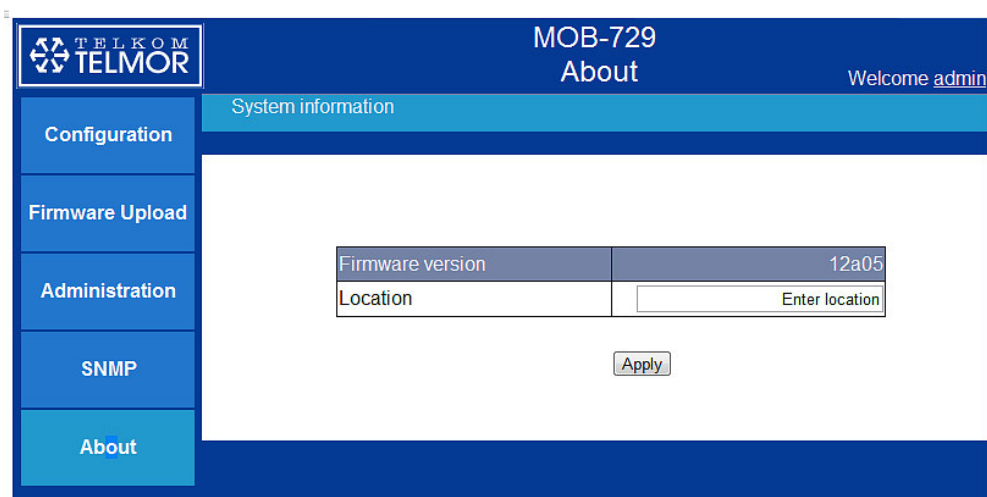 TELKOM
TELMOR
MOB-729
About
Welcome admin
System information
Configuration
Firmware Upload
Administration
SNMP
About
Firmware version 12a05
Location Enter location
Apply